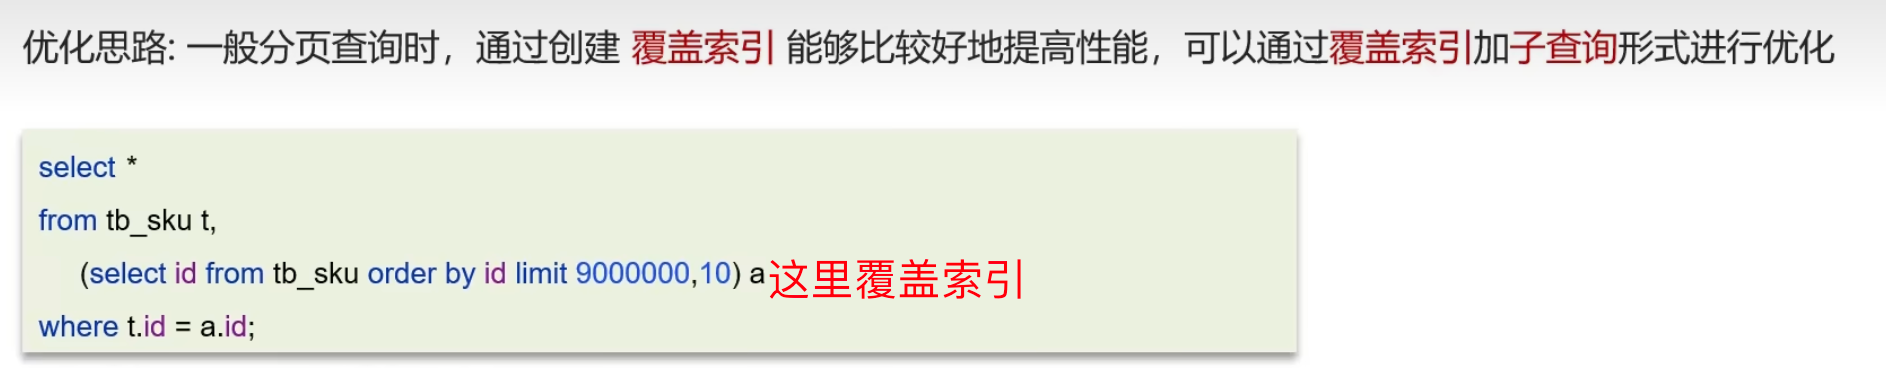 优化思路: 一般分页查询时，通过创建 覆盖索引 能够比较好地提高性能，可以通过覆盖索引加子查询形式进行优化
select *
from tb_sku t,
(select id from tb_sku order by id limit 9000000,10) a这里覆盖索引
where t.id = a.id;